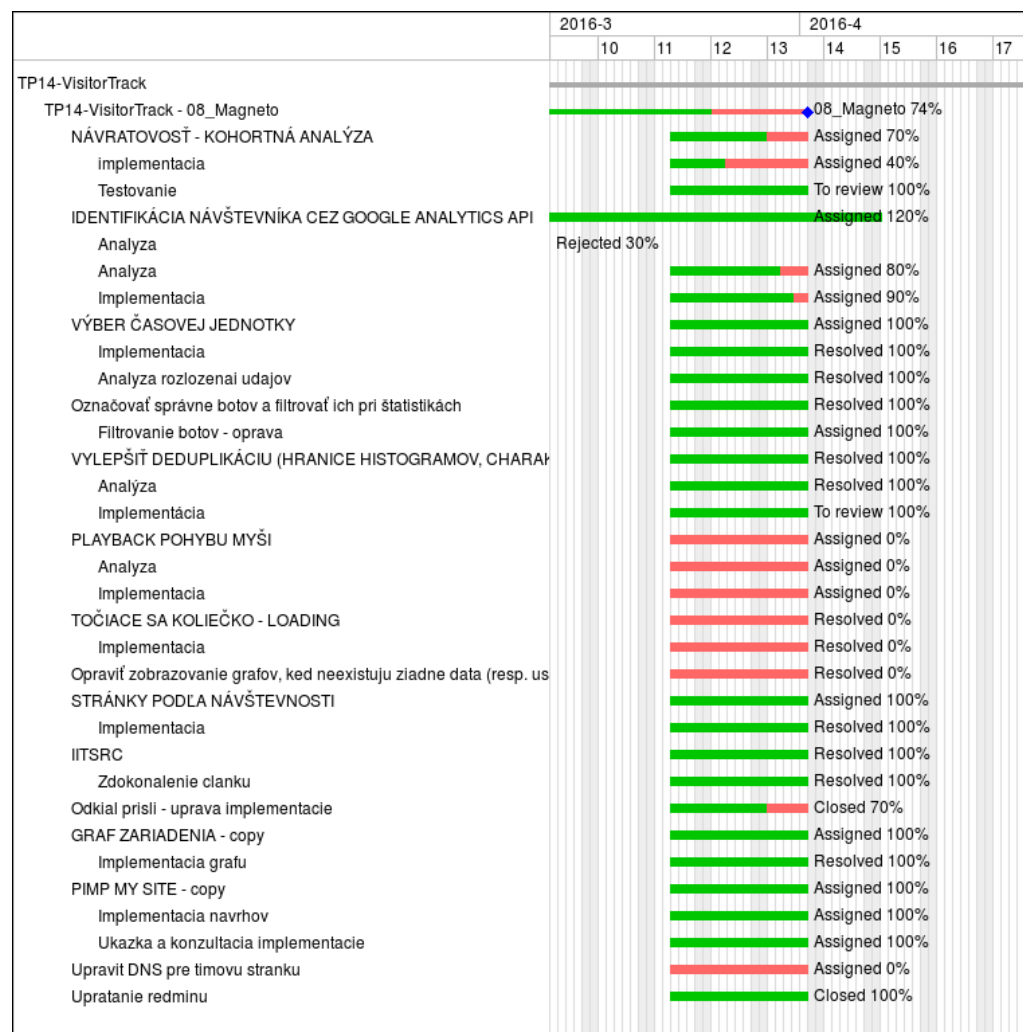 2016-3 2016-4
10 11 12 13 14 15 16 17
TP14-VisitorTrack
TP14-VisitorTrack - 08_Magneto 08_Magneto 74%
NÁVRATOVOSŤ - KOHORTNÁ ANALÝZA Assigned 70%
implementacia Assigned 40%
Testovanie To review 100%
IDENTIFIKÁCIA NÁVŠTEVNÍKA CEZ GOOGLE ANALYTICS API Assigned 120%
Analyza Rejected 30%
Analyza Assigned 80%
Implementacia Assigned 90%
VÝBER ČASOVEJ JEDNOTKY Assigned 100%
Implementacia Resolved 100%
Analyza rozlozenai udajov Resolved 100%
Označovať správne botov a filtrovať ich pri štatistikách Resolved 100%
Filtrovanie botov - oprava Assigned 100%
VYLEPŠIŤ DEDUPLIKÁCIU (HRANICE HISTOGRAMOV, CHARAK Resolved 100%
Analýza Resolved 100%
Implementácia To review 100%
PLAYBACK POHYBU MYŠI Assigned 0%
Analyza Assigned 0%
Implementacia Assigned 0%
TOČIACE SA KOLIEČKO - LOADING Resolved 0%
Implementacia Resolved 0%
Opraviť zobrazovanie grafov, ked neexistuju ziadne data (resp. us Resolved 0%
STRÁNKY PODĽA NÁVŠTEVNOSTI Assigned 100%
Implementacia Resolved 100%
IITSRC Resolved 100%
Zdokonalenie clanku Resolved 100%
Odkial prisli - uprava implementacie Closed 70%
GRAF ZARIADENIA - copy Assigned 100%
Implementacia grafu Resolved 100%
PIMP MY SITE - copy Assigned 100%
Implementacia navrhov Assigned 100%
Ukazka a konzultacia implementacie Assigned 100%
Upravit DNS pre timovu stranku Assigned 0%
Upratanie redminu Closed 100%